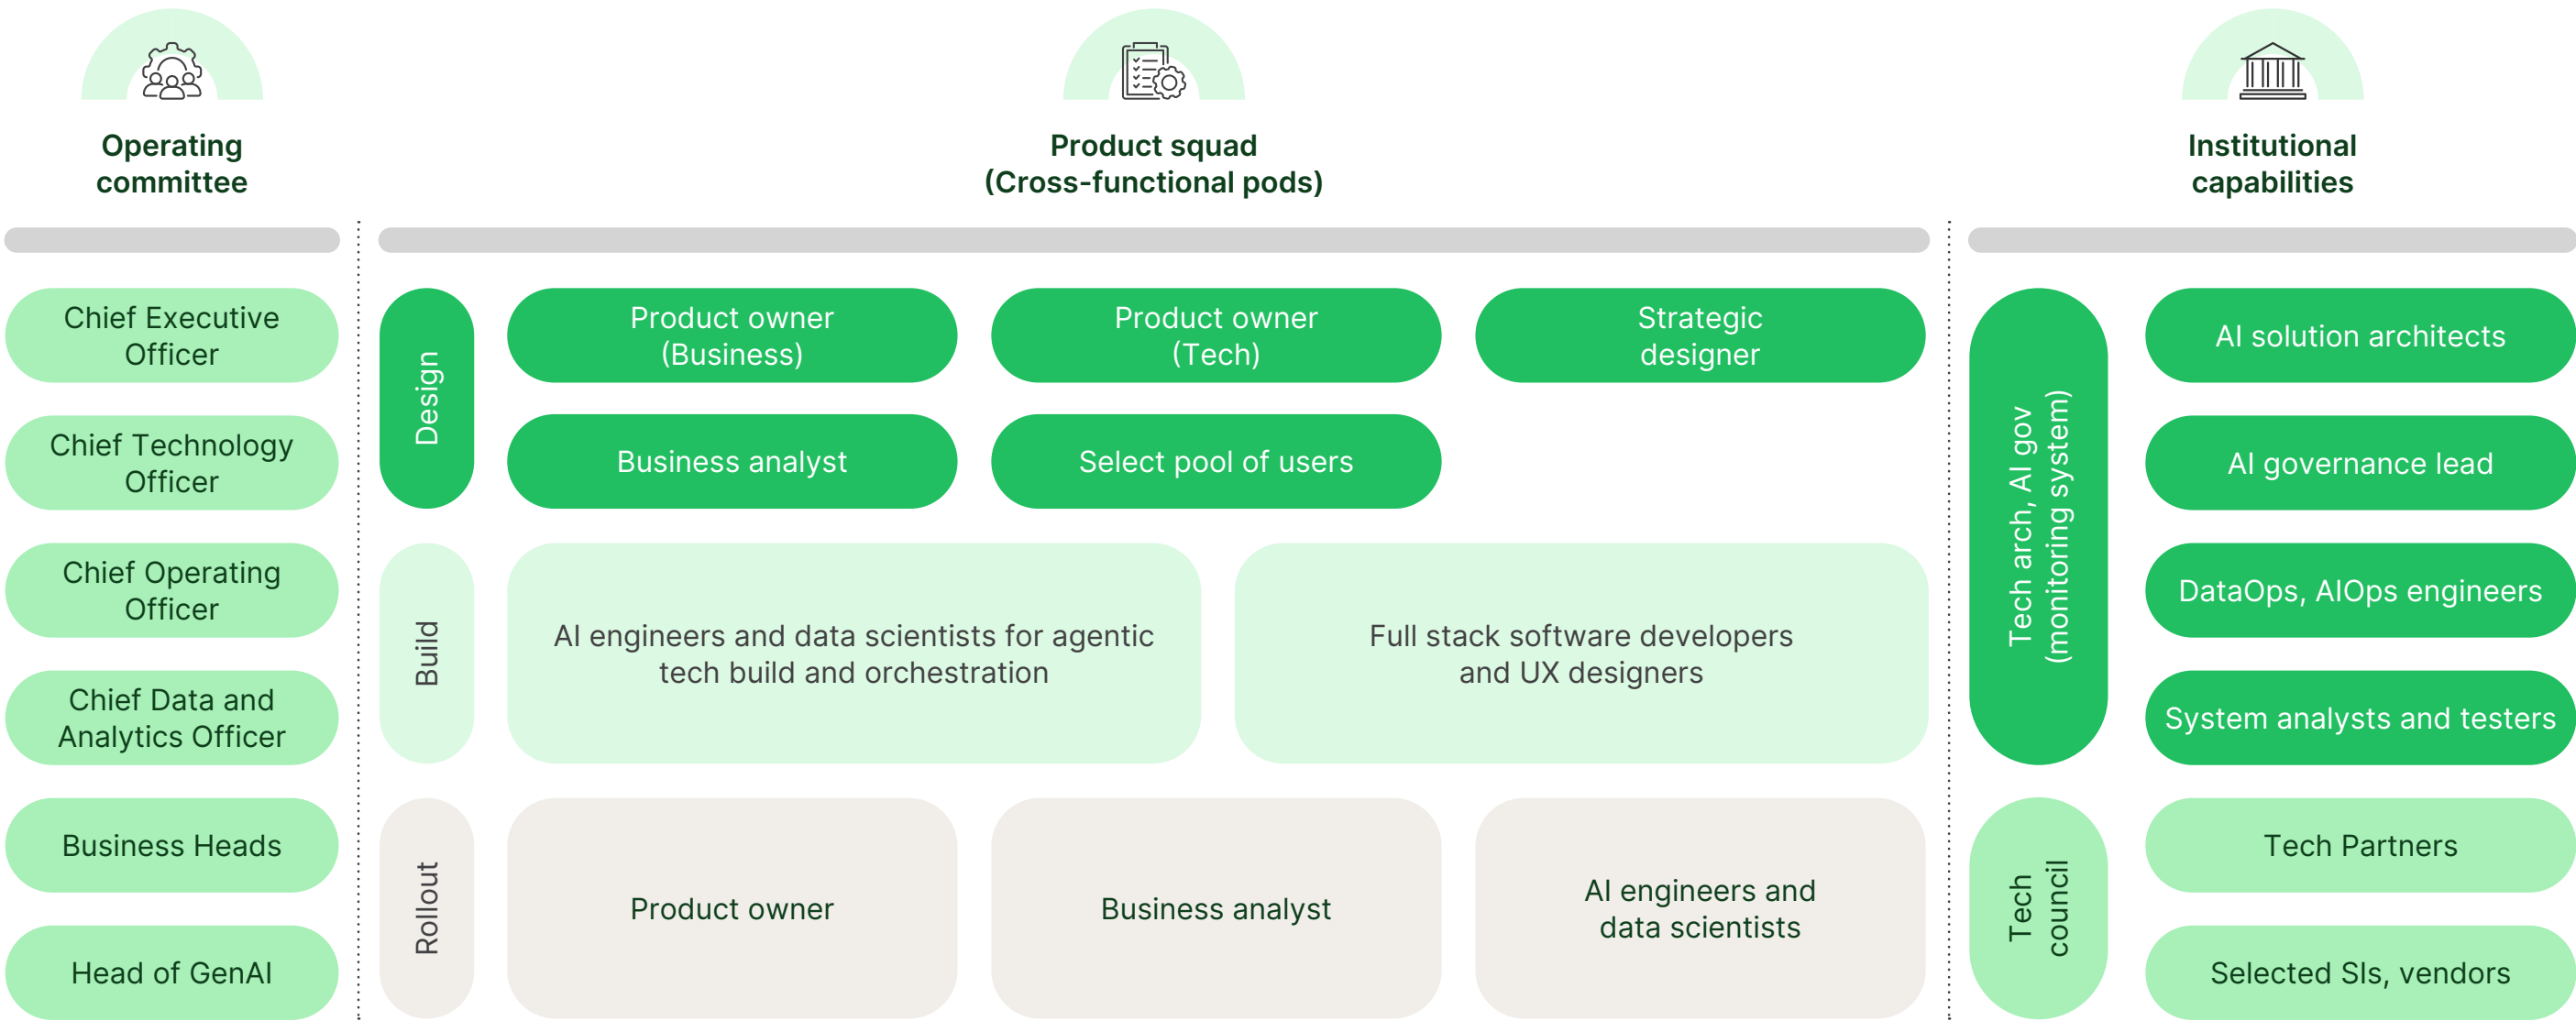 Operating
committee
Product squad
(Cross-functional pods)
Institutional
capabilities
Chief Executive
Officer
Chief Technology
Officer
Chief Operating
Officer
Chief Data and
Analytics Officer
Business Heads
Head of GenAI
Design
Product owner
(Business)
Product owner
(Tech)
Strategic
designer
Business analyst
Select pool of users
Build
AI engineers and data scientists for agentic
tech build and orchestration
Full stack software developers
and UX designers
Rollout
Product owner
Business analyst
AI engineers and
data scientists
Tech arch, AI gov
(monitoring system)
AI solution architects
AI governance lead
DataOps, AIOps engineers
System analysts and testers
Tech
council
Tech Partners
Selected SIs, vendors